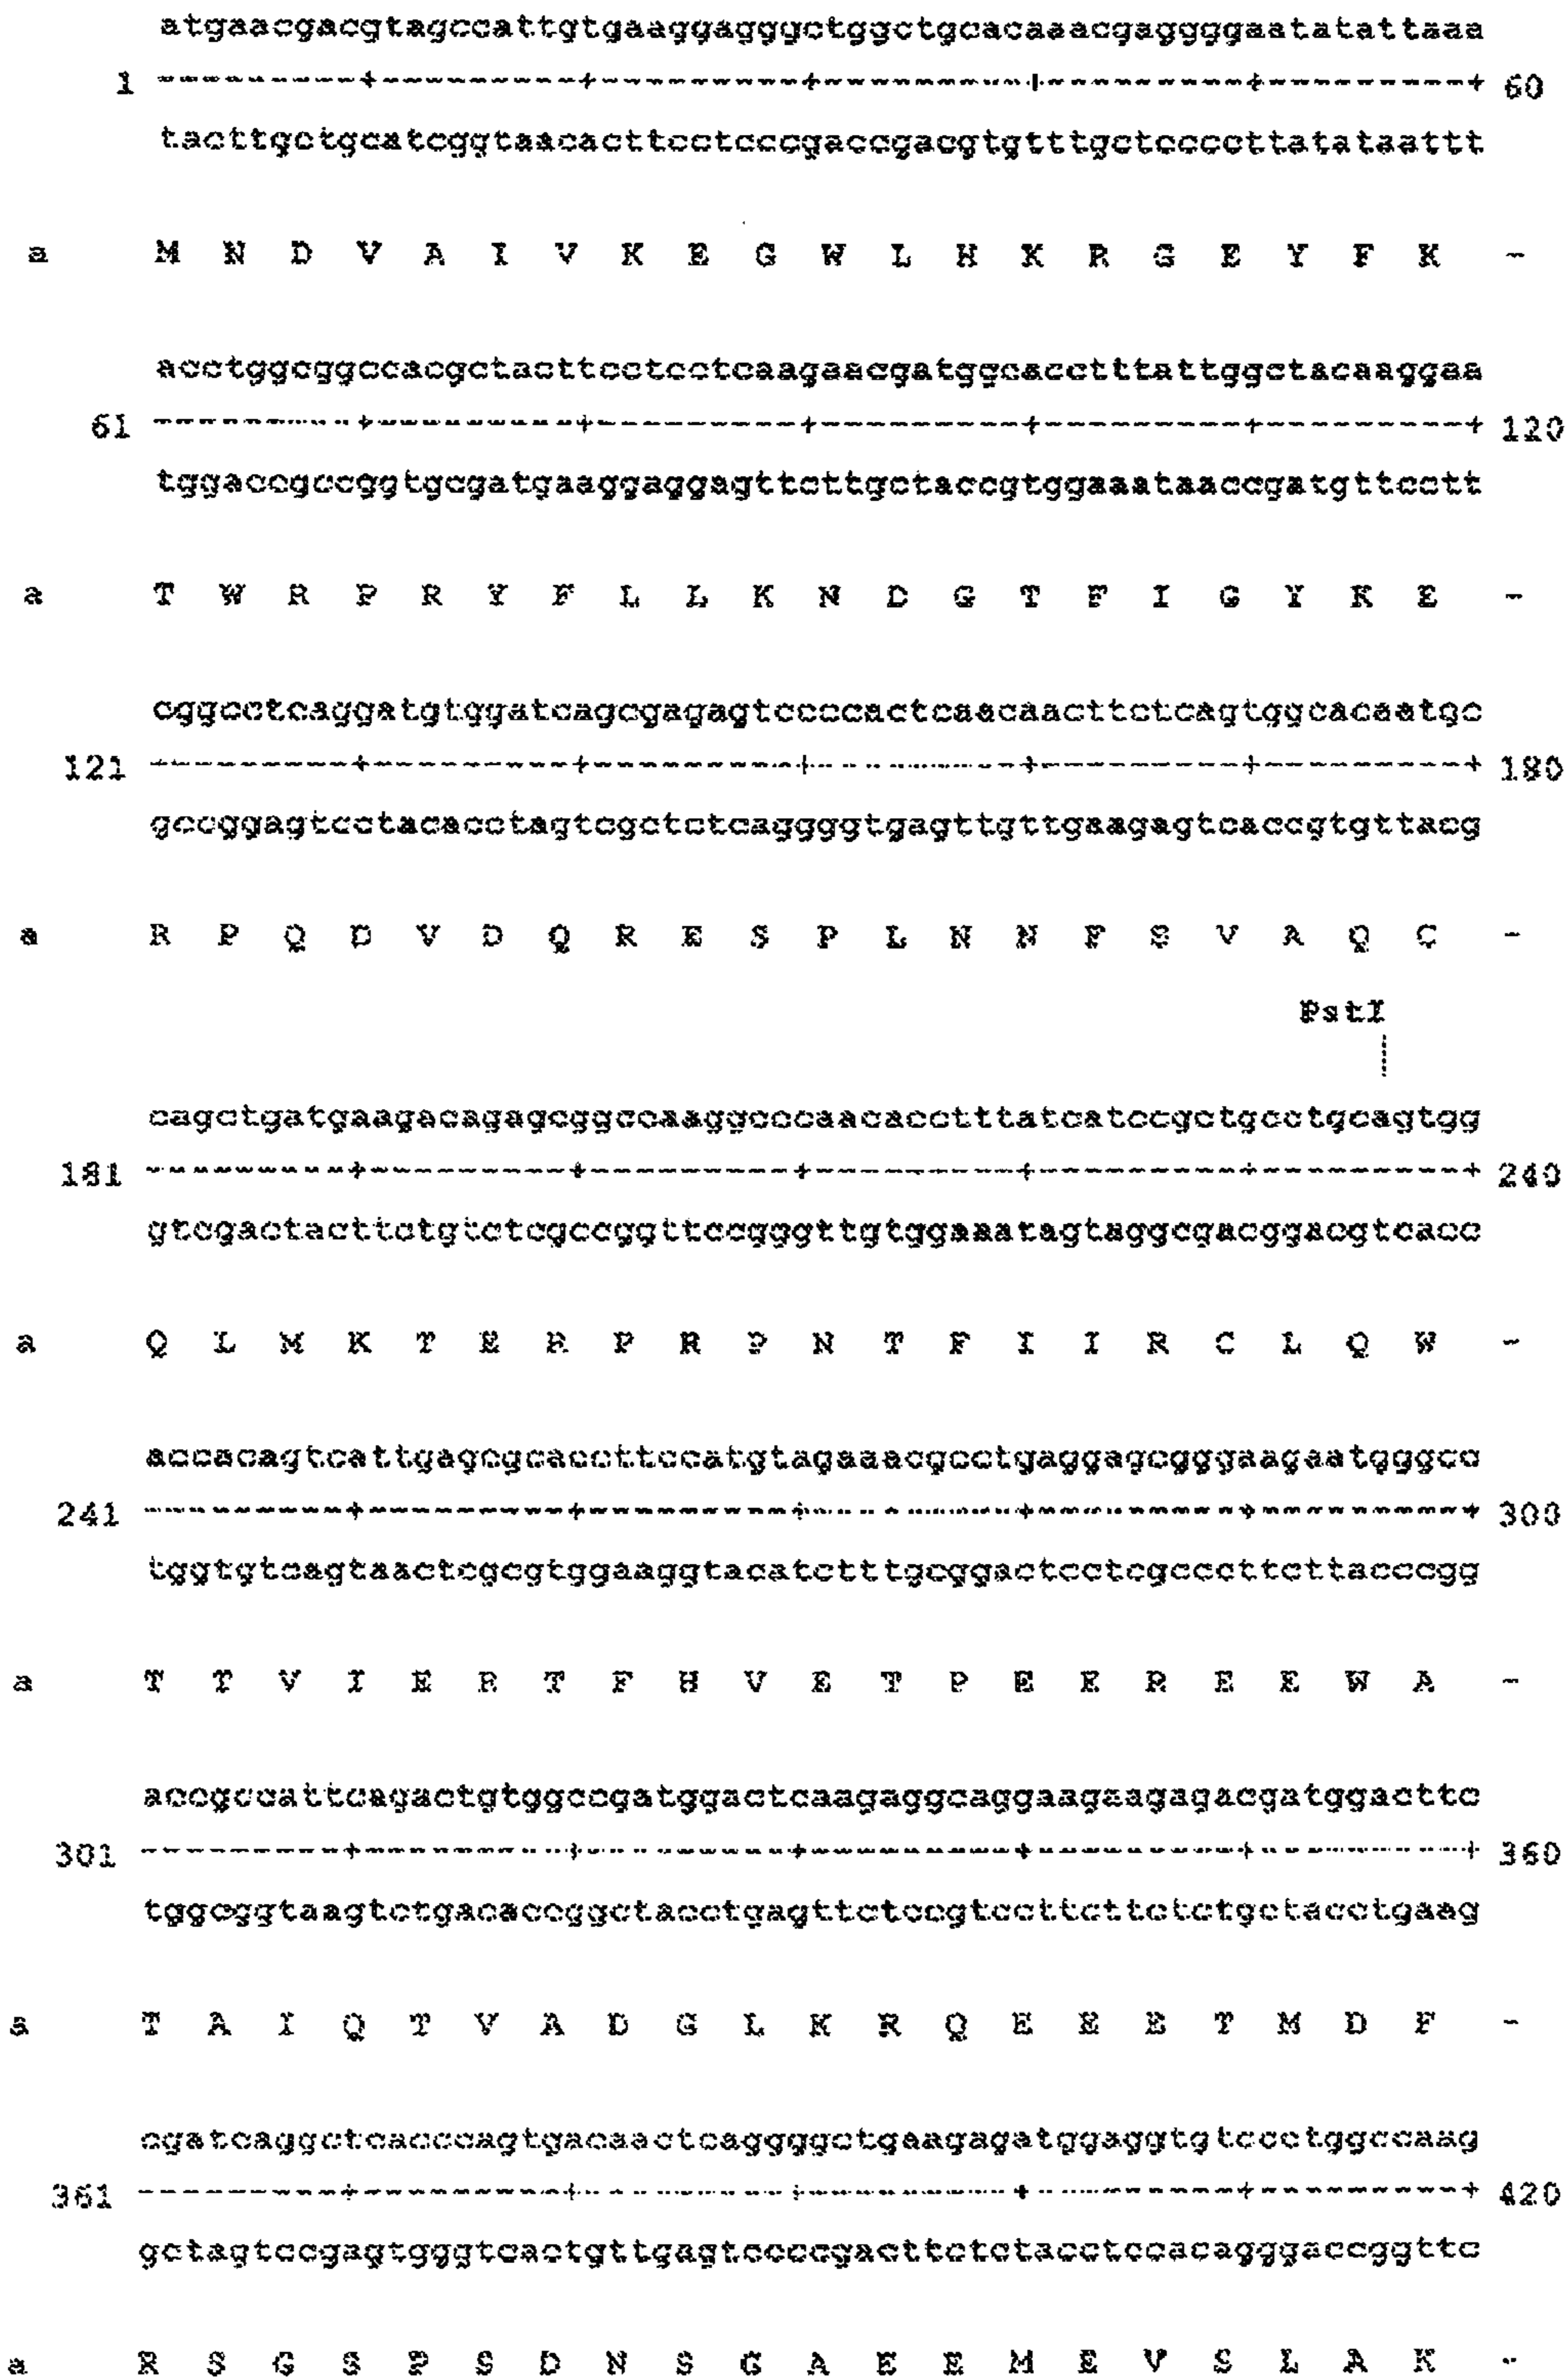 atgaacgacgtagccattgtgaaggagggctggctgcacaaacgaggggaatatattaaa
1 ---------+---------+---------+---------+---------+---------+ 60
tacttgctgcatcggtaacacttcctcccgaccgacgtgtttgctccccttatataattt
a M N D V A I V K E G W L H K R G E Y F K -
acctggcggccacgctacttcctcctcaagaacgatggcacctttattggctacaaggaa
61 ---------+---------+---------+---------+---------+---------+ 120
tggaccgccggtgcgatgaaggaggagttcttgctaccgtggaaataaccgatgttcctt
a T W R P R Y F L L K N D G T F I G Y K E -
cggcctcaggatgtggatcagcgagagtccccactcaacaacttctcagtggcacaatgc
121 ---------+---------+---------+---------+---------+---------+ 180
gccggagtcctacacctagtcgctctcaggggtgagttgttgaagagtcaccgtgttacg
a R P Q D V D Q R E S P L N N F S V A Q C -
PstI
cagctgatgaagacagagcggccaaggcccaacacctttatcatccgctgcctgcagtgg
181 ---------+---------+---------+---------+---------+---------+ 240
gtcgactacttctgtctcgccggttccgggttgtggaaatagtaggcgacggacgtcacc
a Q L M K T E R P R P N T F I I R C L Q W -
accacagtcattgagcgcaccttccatgtagaaacgcctgaggagcgggaagaatgggcc
241 ---------+---------+---------+---------+---------+---------+ 300
tggtgtcagtaactcgcgtggaaggtacatctttgcggactcctcgcccttcttacccgg
a T T V I E R T F H V E T P E E R E E W A -
accgccattcagactgtggccgatggactcaagaggcaggaagaagagacgatggacttc
301 ---------+---------+---------+---------+---------+---------+ 360
tggcggtaagtctgacaccggctacctgagttctccgtccttcttctctgctacctgaag
a T A I Q T V A D G L K R Q E E E T M D F -
cgatcaggctcacccagtgacaactcaggggctgaagagatggaggtgtccctggccaag
361 ---------+---------+---------+---------+---------+---------+ 420
gctagtccgagtgggtcactgttgagtccccgacttctctacctccacagggaccggttc
a R S G S P S D N S G A E E M E V S L A K -